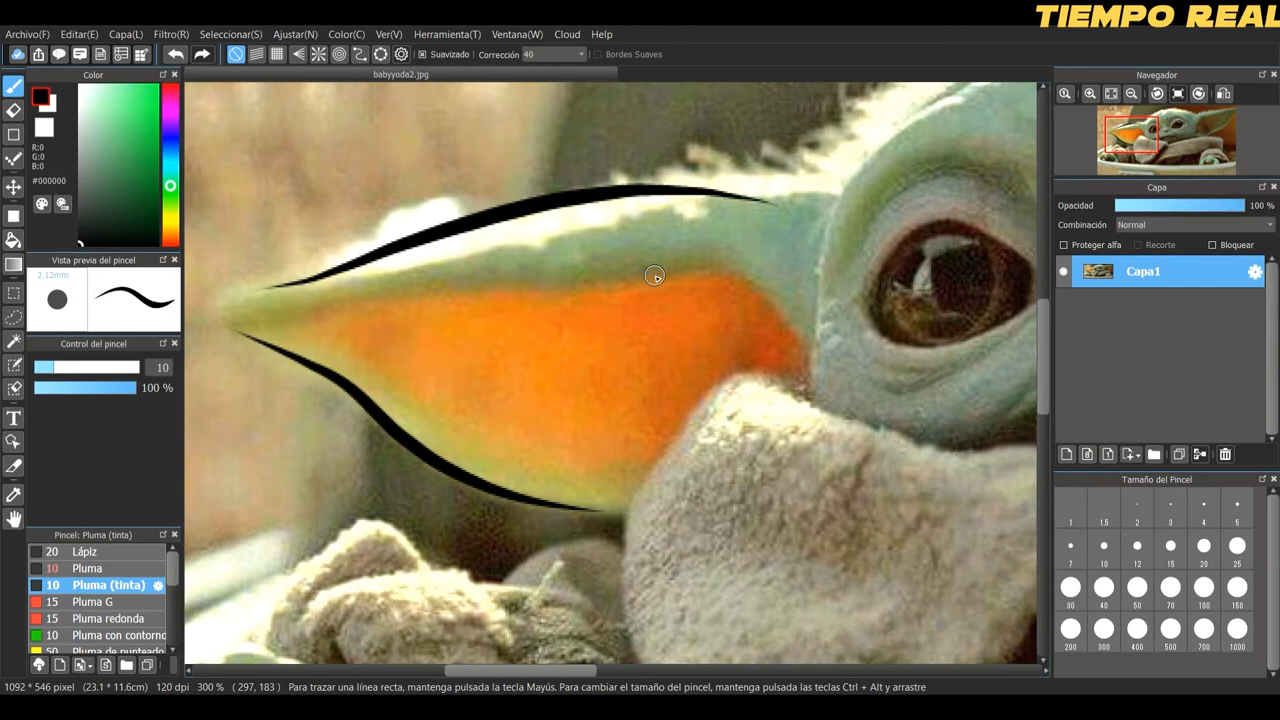 TIEMPO REAL
Archivo(F) Editar(E) Capa(L) Filtro(R) Seleccionar(S) Ajustar(N) Color(C) Ver(V) Herramienta(T) Ventana(W) Cloud Help
Suavizado Corrección 40 Bordes Suaves
Color
babyyoda2.jpg
Navegador
R:0
G:0
B:0
#000000
Capa
Opacidad 100 %
Combinación Normal
Proteger alfa Recorte Bloquear
Vista previa del pincel
2.12mm
Capa1
Control del pincel
10
100 %
T
Tamaño del Pincel
1 1.5 2 3 4 5
7 10 12 15 20 25
30 40 50 70 100 150
200 300 400 500 700 1000
Pincel: Pluma (tinta)
20 Lápiz
10 Pluma
10 Pluma (tinta)
15 Pluma G
15 Pluma redonda
10 Pluma con contorno
50 Pluma de punteado
1092 * 546 pixel (23.1 * 11.6cm) 120 dpi 300 % ( 297, 183 ) Para trazar una línea recta, mantenga pulsada la tecla Mayús. Para cambiar el tamaño del pincel, mantenga pulsadas las teclas Ctrl + Alt y arrastre